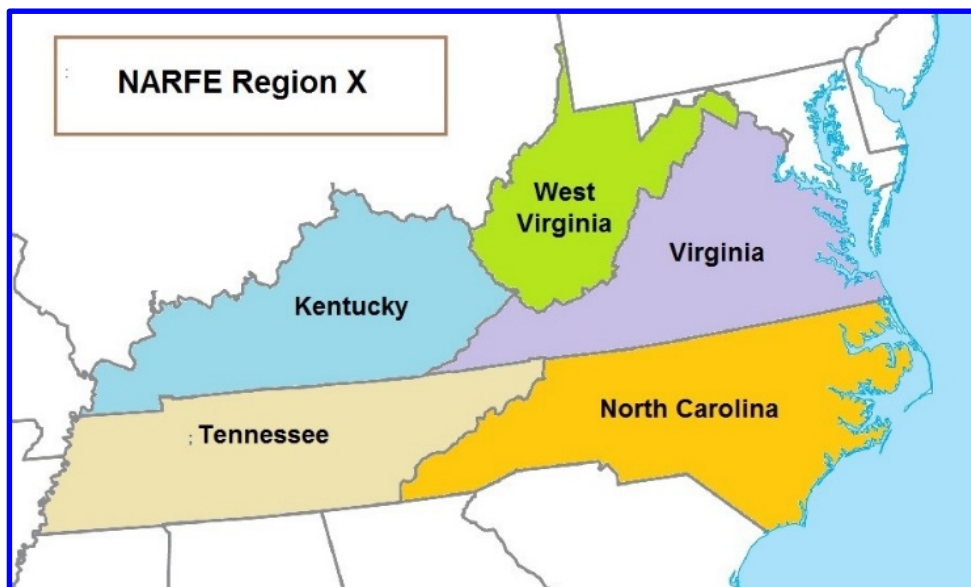 NARFE Region X
West
Virginia
Virginia
Kentucky
North Carolina
Tennessee